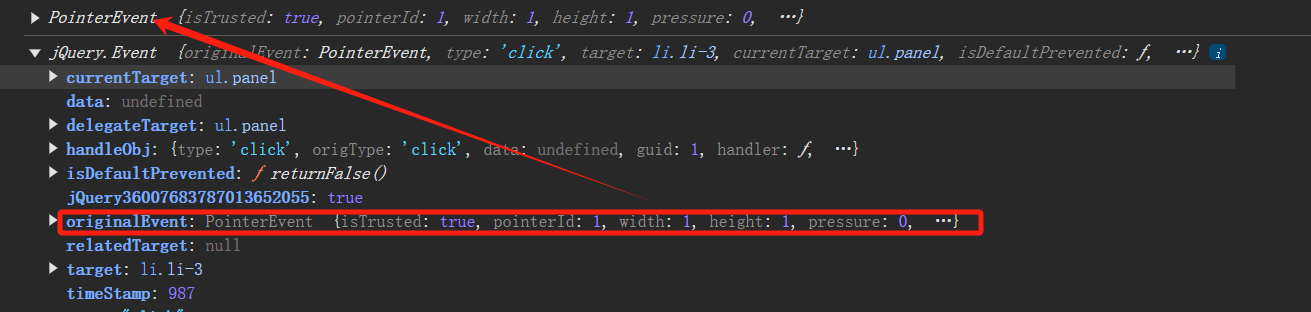 ▶ PointerEvent {isTrusted: true, pointerId: 1, width: 1, height: 1, pressure: 0, …}
▼ jQuery.Event {originalEvent: PointerEvent, type: 'click', target: li.li-3, currentTarget: ul.panel, isDefaultPrevented: ƒ, …} i
▶ currentTarget: ul.panel
data: undefined
▶ delegateTarget: ul.panel
▶ handleObj: {type: 'click', origType: 'click', data: undefined, guid: 1, handler: ƒ, …}
▶ isDefaultPrevented: ƒ returnFalse()
jQuery36007683787013652055: true
▶ originalEvent: PointerEvent {isTrusted: true, pointerId: 1, width: 1, height: 1, pressure: 0, …}
relatedTarget: null
▶ target: li.li-3
timeStamp: 987